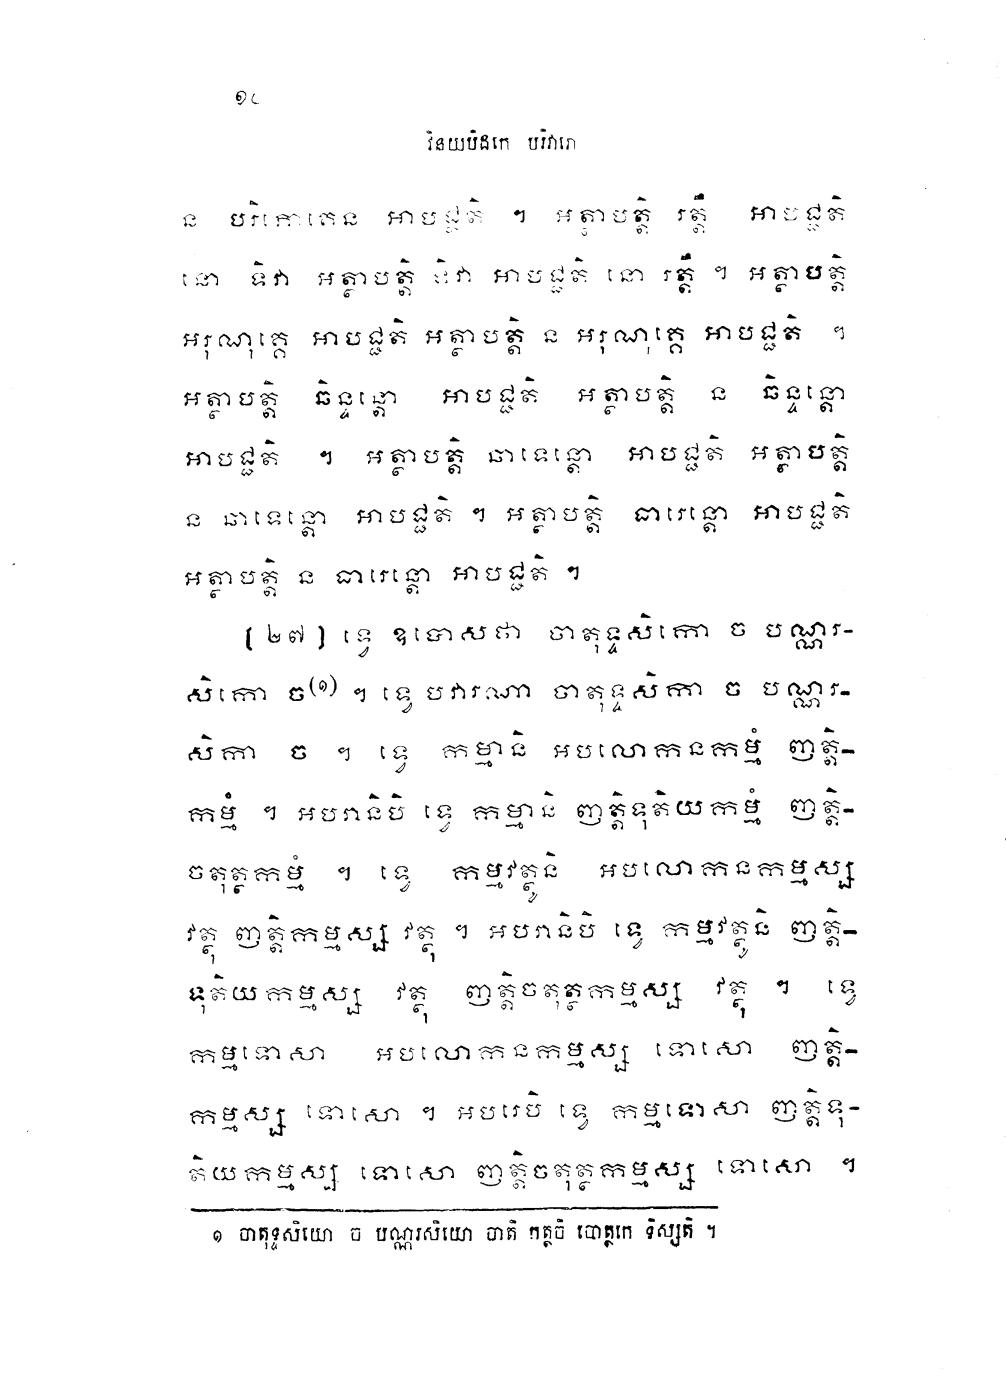 វិនយបិដកេ បរិវារោ
ន បរិភោគេន អាបជ្ជតិ ។ អត្ថាបត្តិ រត្តឹ អាបជ្ជតិ
នោ ទិវា អត្ថាបត្តិ ទិវា អាបជ្ជតិ នោ រត្តឹ ។ អត្ថាបត្តិ
អរុណុគ្គេ អាបជ្ជតិ អត្ថាបត្តិ ន អរុណុគ្គេ អាបជ្ជតិ ។
អត្ថាបត្តិ ឆិន្ទន្តោ អាបជ្ជតិ អត្ថាបត្តិ ន ឆិន្ទន្តោ
អាបជ្ជតិ ។ អត្ថាបត្តិ ឆាទេន្តោ អាបជ្ជតិ អត្ថាបត្តិ
ន ឆាទេន្តោ អាបជ្ជតិ ។ អត្ថាបត្តិ ធារេន្តោ អាបជ្ជតិ
អត្ថាបត្តិ ន ធារេន្តោ អាបជ្ជតិ ។
(២៧) ទ្វេ ឧបោសថា ចាតុទ្ទសិកោ ច បណ្ណរ-
សិកោ ច(១) ។ ទ្វេ បវារណា ចាតុទ្ទសិកា ច បណ្ណរ-
សិកា ច ។ ទ្វេ កម្មានិ អបលោកនកម្មំ ញត្តិ-
កម្មំ ។ អបរានិបិ ទ្វេ កម្មានិ ញត្តិទុតិយកម្មំ ញត្តិ-
ចតុត្ថកម្មំ ។ ទ្វេ កម្មវត្ថូនិ អបលោកនកម្មស្ស
វត្ថុ ញត្តិកម្មស្ស វត្ថុ ។ អបរានិបិ ទ្វេ កម្មវត្ថូនិ ញត្តិ-
ទុតិយកម្មស្ស វត្ថុ ញត្តិចតុត្ថកម្មស្ស វត្ថុ ។ ទ្វេ
កម្មទោសា អបលោកនកម្មស្ស ទោសោ ញត្តិ-
កម្មស្ស ទោសោ ។ អបរេបិ ទ្វេ កម្មទោសា ញត្តិទុ-
តិយកម្មស្ស ទោសោ ញត្តិចតុត្ថកម្មស្ស ទោសោ ។
១ ចាតុទ្ទសិយោ ច បណ្ណរសិយោ ចាតិ កត្ថចិ បោត្ថកេ ទិស្សតិ ។